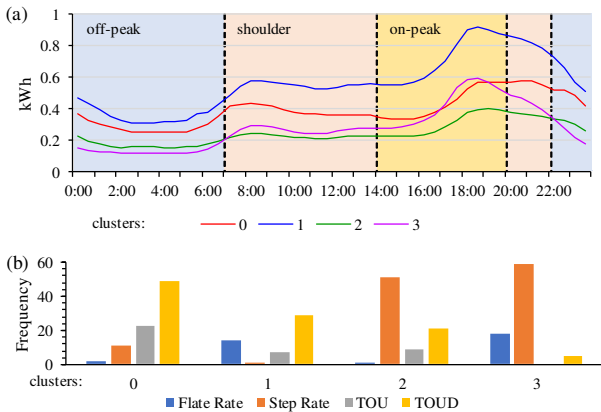 (a)
off-peak shoulder on-peak
kWh
1
0.8
0.6
0.4
0.2
0
0:00 2:00 4:00 6:00 8:00 10:00 12:00 14:00 16:00 18:00 20:00 22:00
clusters: 0 1 2 3
(b)
Frequency
60
40
20
0
clusters: 0 1 2 3
Flate Rate Step Rate TOU TOUD